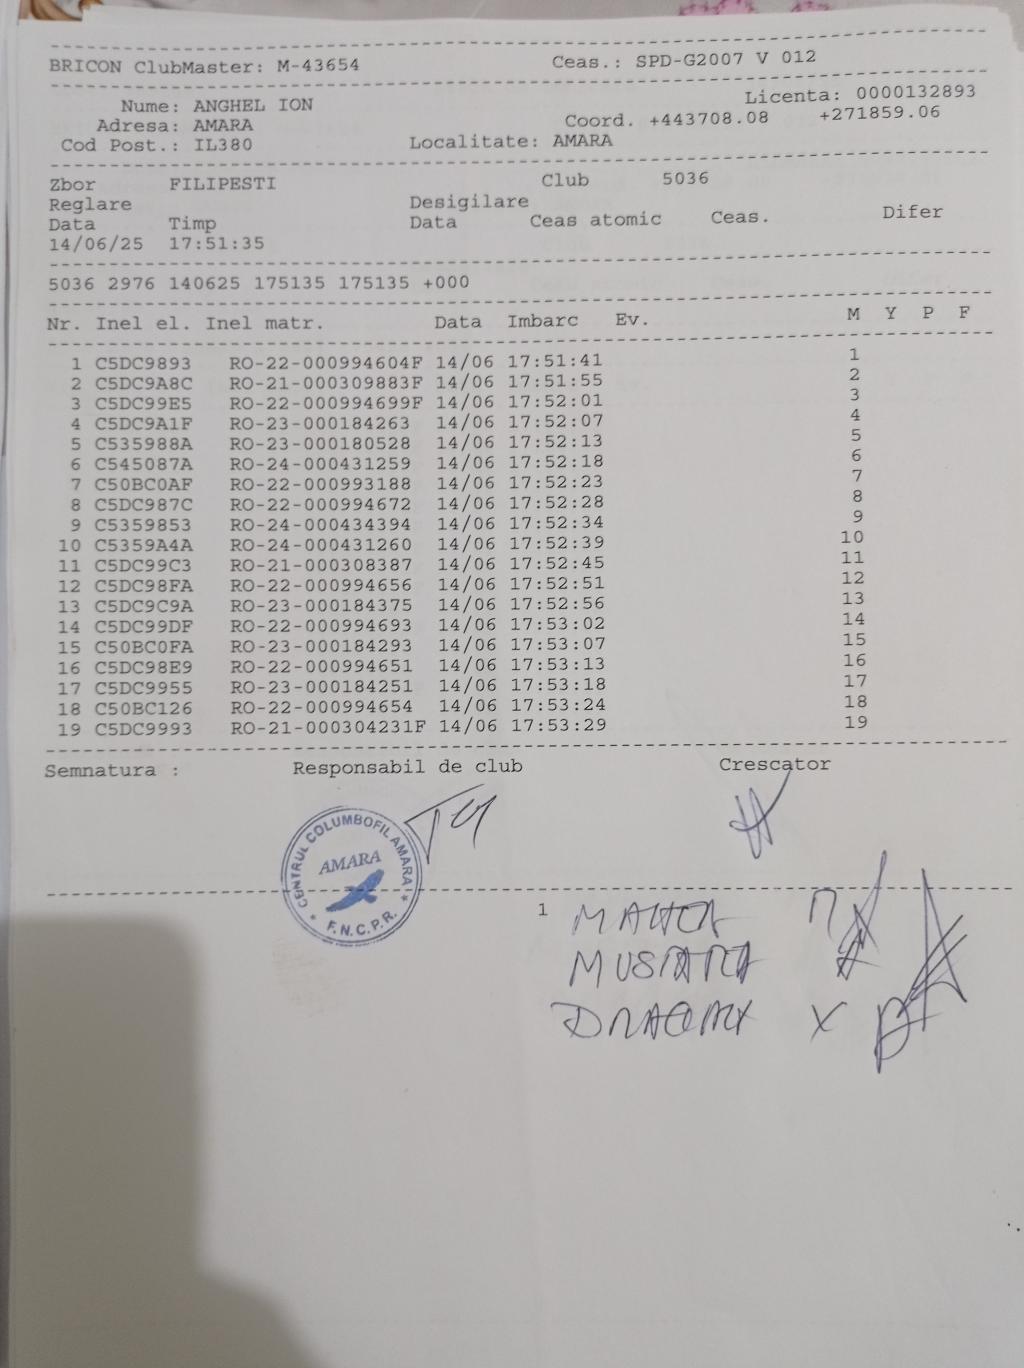 BRICON ClubMaster: M-43654 Ceas.: SPD-G2007 V 012
Nume: ANGHEL ION Licenta: 0000132893
Adresa: AMARA Coord. +443708.08 +271859.06
Cod Post.: IL380 Localitate: AMARA
Zbor FILIPESTI Club 5036
Reglare Desigilare
Data Timp Data Ceas atomic Ceas. Difer
14/06/25 17:51:35
5036 2976 140625 175135 175135 +000
Nr. Inel el. Inel matr. Data Imbarc Ev. M Y P F
1 C5DC9893 RO-22-000994604F 14/06 17:51:41 1
2 C5DC9A8C RO-21-000309883F 14/06 17:51:55 2
3 C5DC99E5 RO-22-000994699F 14/06 17:52:01 3
4 C5DC9A1F RO-23-000184263 14/06 17:52:07 4
5 C535988A RO-23-000180528 14/06 17:52:13 5
6 C545087A RO-24-000431259 14/06 17:52:18 6
7 C50BC0AF RO-22-000993188 14/06 17:52:23 7
8 C5DC987C RO-22-000994672 14/06 17:52:28 8
9 C5359853 RO-24-000434394 14/06 17:52:34 9
10 C5359A4A RO-24-000431260 14/06 17:52:39 10
11 C5DC99C3 RO-21-000308387 14/06 17:52:45 11
12 C5DC98FA RO-22-000994656 14/06 17:52:51 12
13 C5DC9C9A RO-23-000184375 14/06 17:52:56 13
14 C5DC99DF RO-22-000994693 14/06 17:53:02 14
15 C50BC0FA RO-23-000184293 14/06 17:53:07 15
16 C5DC98E9 RO-22-000994651 14/06 17:53:13 16
17 C5DC9955 RO-23-000184251 14/06 17:53:18 17
18 C50BC126 RO-22-000994654 14/06 17:53:24 18
19 C5DC9993 RO-21-000304231F 14/06 17:53:29 19
Semnatura : Responsabil de club Crescator
CENTRUL COLUMBOFIL AMARA
AMARA
* F.N.C.P.R. *
1